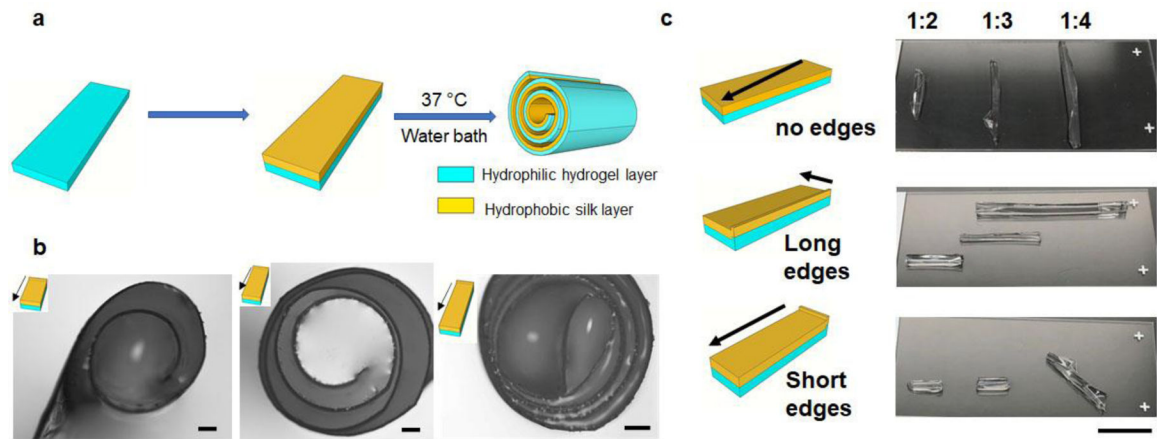 a
37 °C
Water bath
Hydrophilic hydrogel layer
Hydrophobic silk layer
b
c
1:2 1:3 1:4
no edges
Long
edges
Short
edges